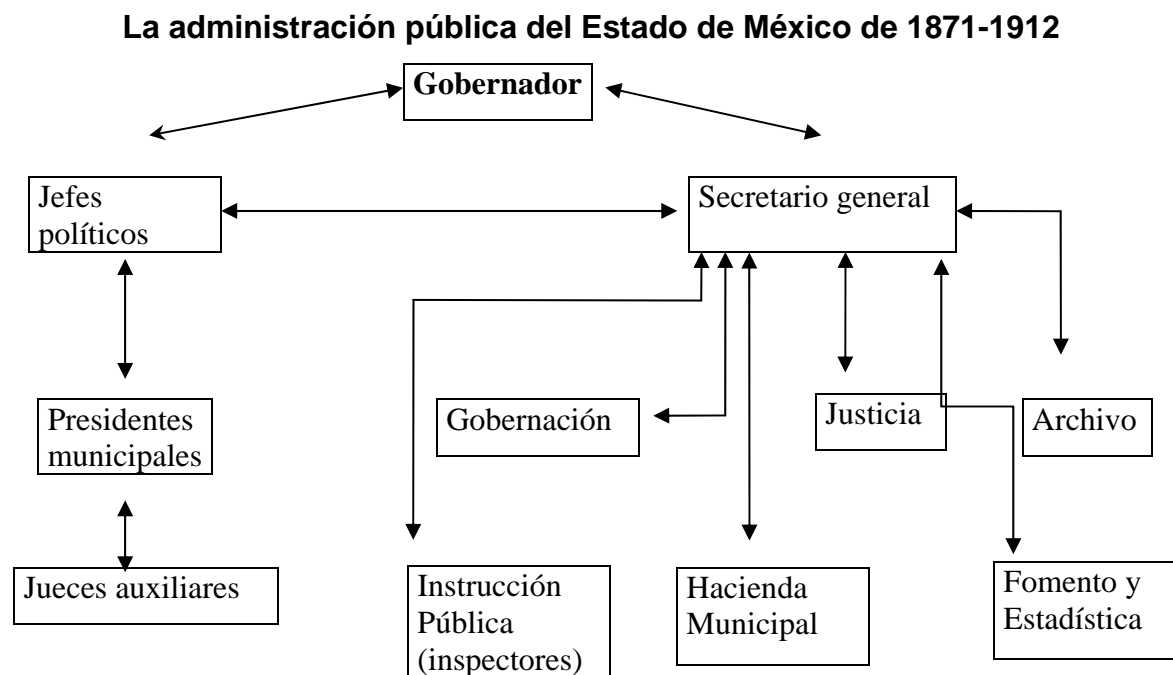 La administración pública del Estado de México de 1871-1912
Gobernador
Jefes
políticos
Secretario general
Presidentes
municipales
Gobernación
Justicia
Archivo
Jueces auxiliares
Instrucción
Pública
(inspectores)
Hacienda
Municipal
Fomento y
Estadística